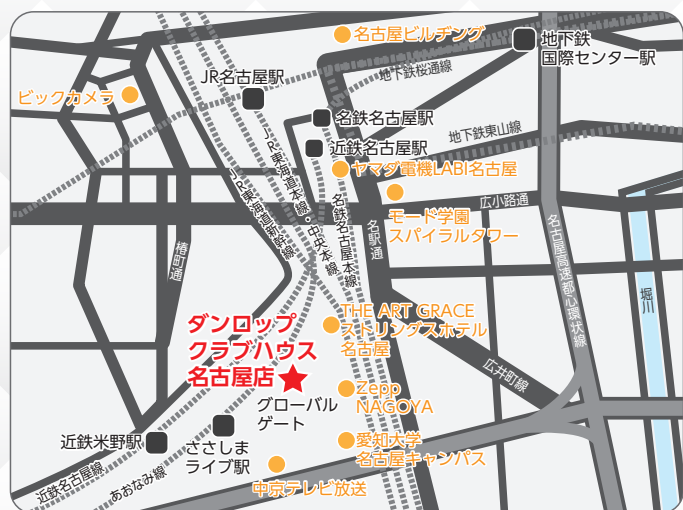 名古屋ビルヂング
地下鉄
国際センター駅
地下鉄桜通線
JR名古屋駅
ビックカメラ
名鉄名古屋駅
地下鉄東山線
近鉄名古屋駅
ヤマダ電機LABI名古屋
JR東海道本線・中央本線
JR東海道新幹線
名鉄名古屋本線
広小路通
モード学園
スパイラルタワー
名駅通
名古屋高速都心環状線
椿町通
堀川
THE ART GRACE
ストリングスホテル
名古屋
ダンロップ
クラブハウス
名古屋店
広井町線
グローバル
ゲート
Zepp
NAGOYA
近鉄米野駅
ささしま
ライブ駅
愛知大学
名古屋キャンパス
近鉄名古屋線
あおなみ線
中京テレビ放送